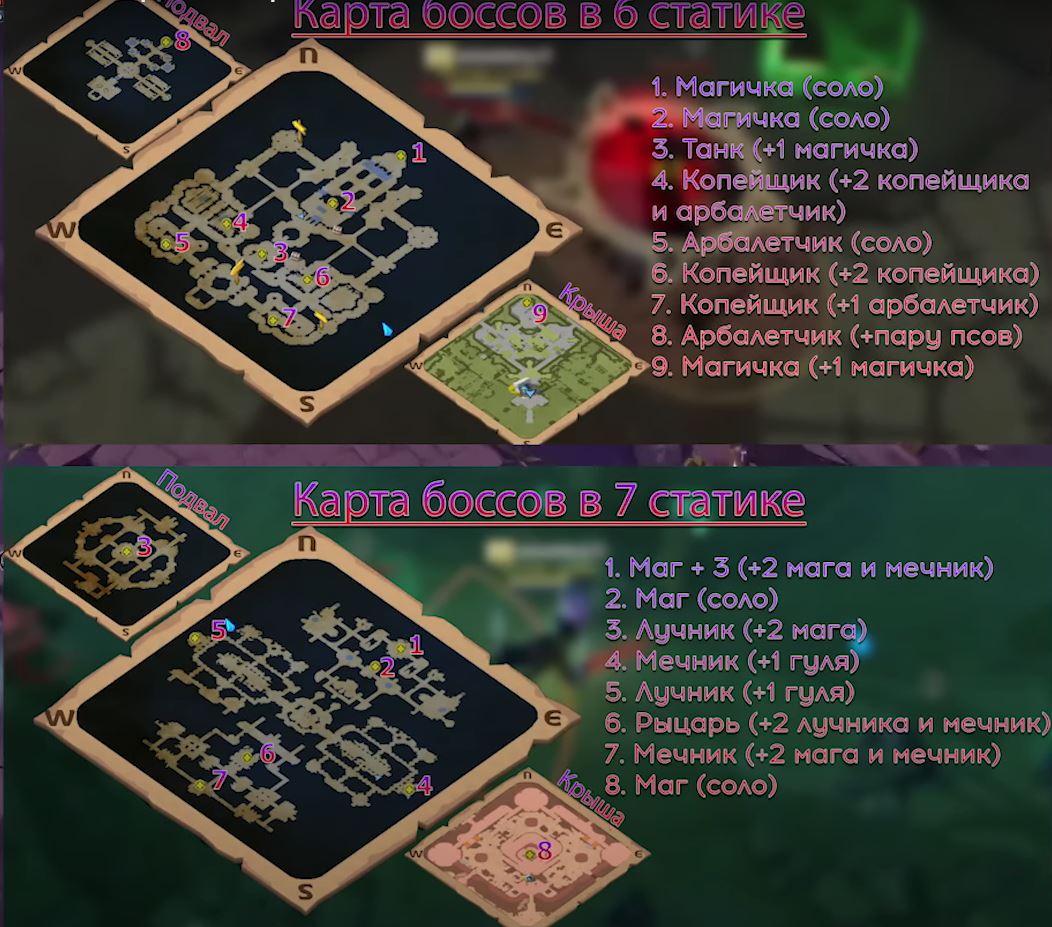 Карта боссов в 6 статике
Подвал
8
W
E
S
N
1
2
4
3
5
6
7
W
E
S
Крыша
N
9
W
E
S
1. Магичка (соло)
2. Магичка (соло)
3. Танк (+1 магичка)
4. Копейщик (+2 копейщика
и арбалетчик)
5. Арбалетчик (соло)
6. Копейщик (+2 копейщика)
7. Копейщик (+1 арбалетчик)
8. Арбалетчик (+пару псов)
9. Магичка (+1 магичка)
Карта боссов в 7 статике
Подвал
N
3
W
E
S
N
5
1
2
6
7
4
W
E
S
Крыша
N
8
W
E
1. Маг + 3 (+2 мага и мечник)
2. Маг (соло)
3. Лучник (+2 мага)
4. Мечник (+1 гуля)
5. Лучник (+1 гуля)
6. Рыцарь (+2 лучника и мечник)
7. Мечник (+2 мага и мечник)
8. Маг (соло)